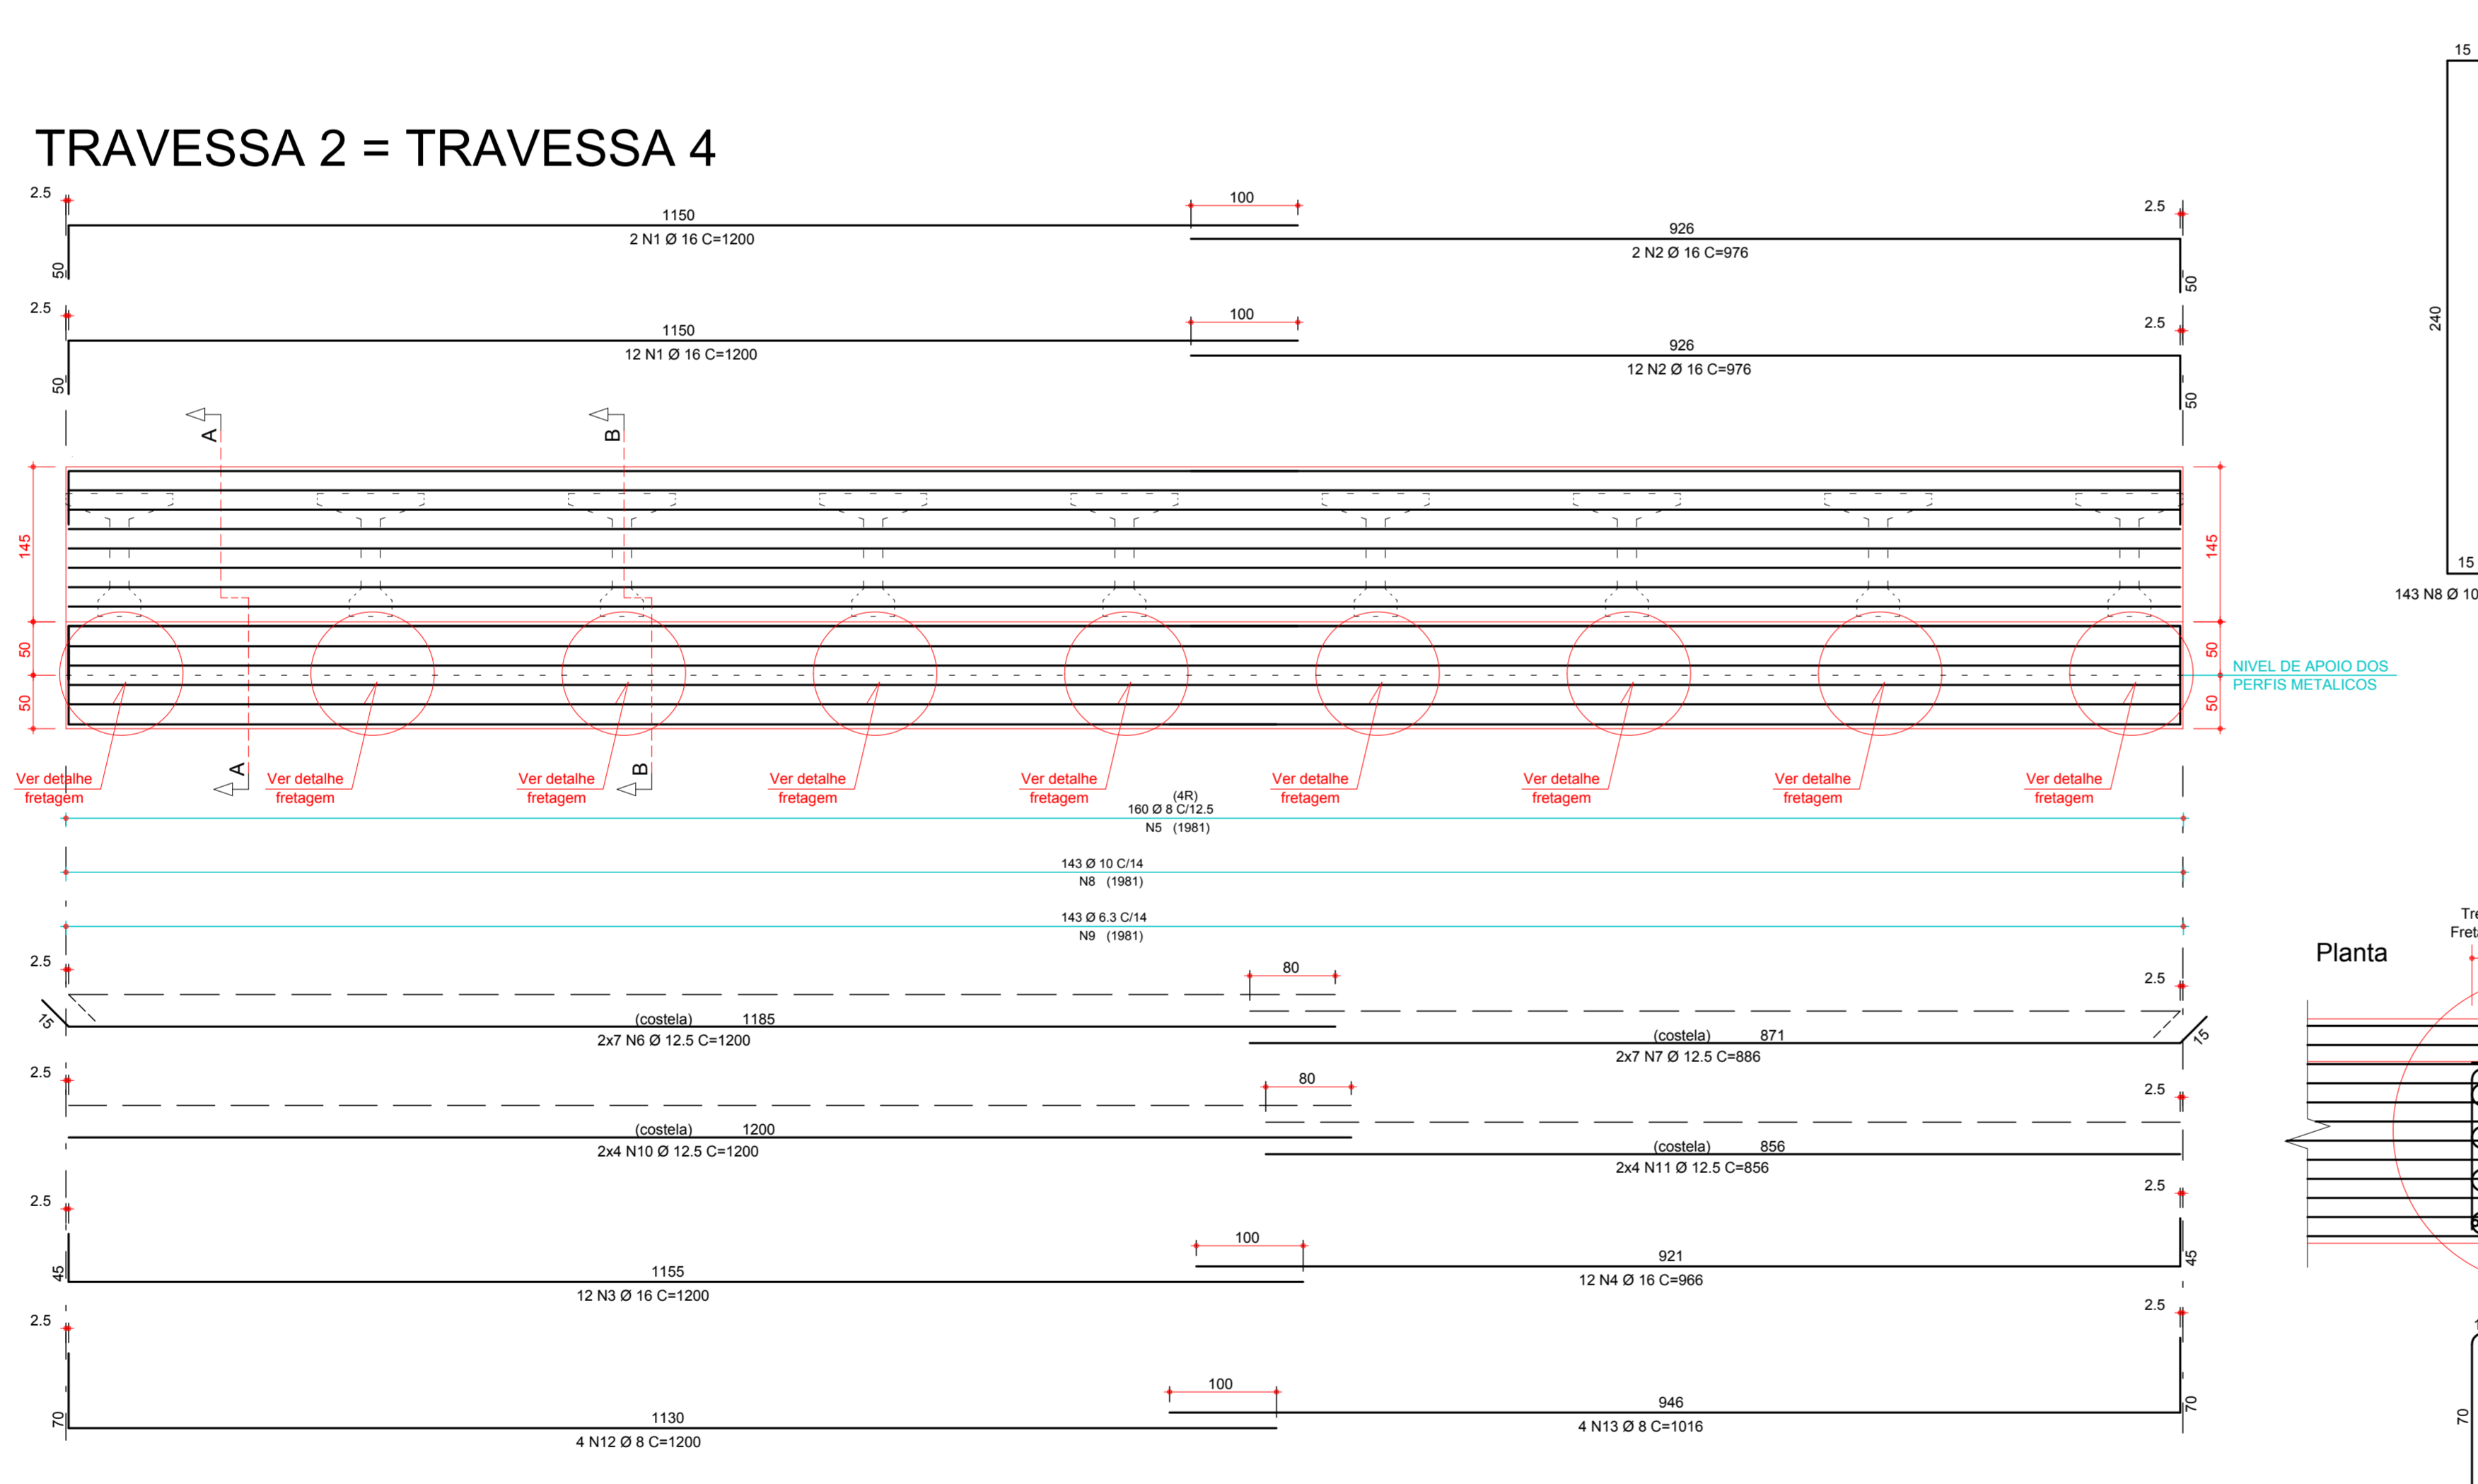 15
TRAVESSA 2 = TRAVESSA 4
2.5
1150
100
2.5
2 N1 Ø 16 C=1200
926
2 N2 Ø 16 C=976
50
50
240
2.5
1150
100
2.5
12 N1 Ø 16 C=1200
926
12 N2 Ø 16 C=976
50
50
A
B
145
145
15
143 N8 Ø 10
50
50
NIVEL DE APOIO DOS
PERFIS METALICOS
50
50
A
B
Ver detalhe
fretagem
Ver detalhe
fretagem
Ver detalhe
fretagem
Ver detalhe
fretagem
Ver detalhe
fretagem
Ver detalhe
fretagem
Ver detalhe
fretagem
Ver detalhe
fretagem
Ver detalhe
fretagem
(4R)
160 Ø 8 C/12.5
N5 (1981)
143 Ø 10 C/14
N8 (1981)
143 Ø 6.3 C/14
N9 (1981)
Planta
2.5
80
2.5
15
(costela) 1185
2x7 N6 Ø 12.5 C=1200
(costela) 871
2x7 N7 Ø 12.5 C=886
15
2.5
80
2.5
(costela) 1200
2x4 N10 Ø 12.5 C=1200
(costela) 856
2x4 N11 Ø 12.5 C=856
2.5
100
2.5
45
1155
12 N3 Ø 16 C=1200
921
12 N4 Ø 16 C=966
45
2.5
100
2.5
70
1130
4 N12 Ø 8 C=1200
946
4 N13 Ø 8 C=1016
70
70